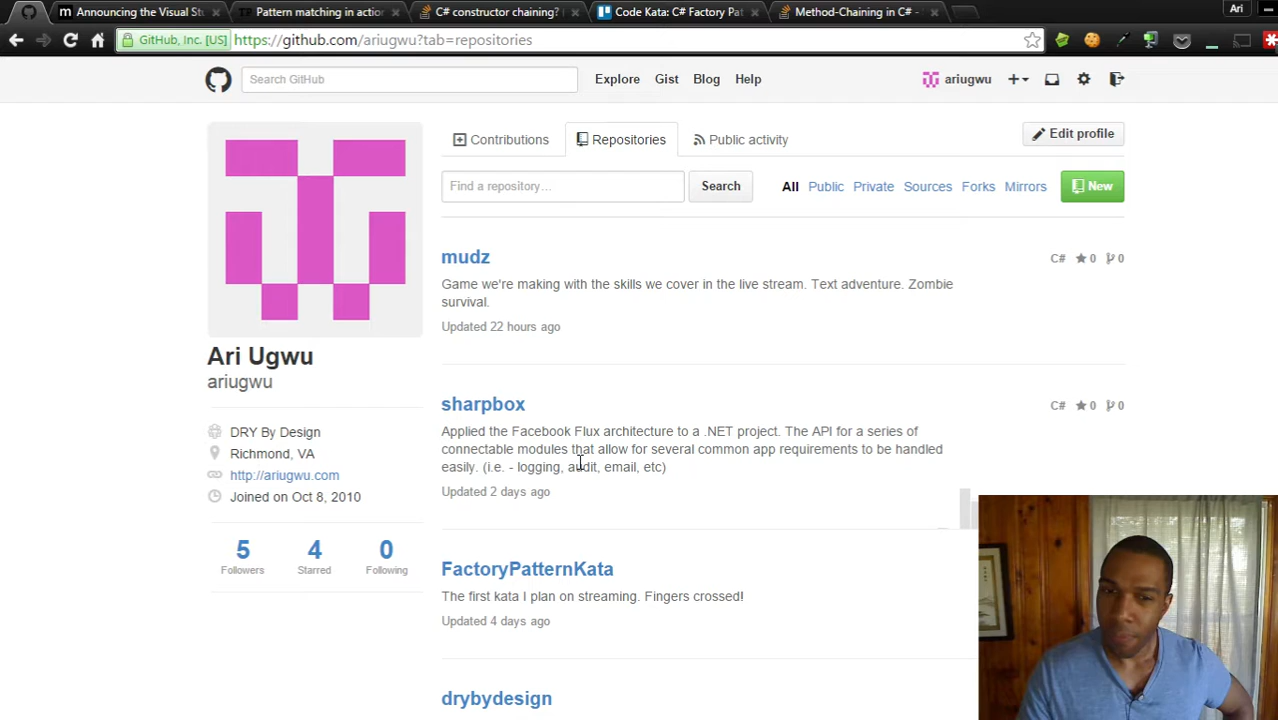 Announcing the Visual Stu
Pattern matching in action
C# constructor chaining?
Code Kata: C# Factory Pat
Method-Chaining in C# -
Ari
GitHub, Inc. [US]
https://github.com/ariugwu?tab=repositories
Search GitHub
Explore Gist Blog Help
ariugwu
Contributions
Repositories
Public activity
Edit profile
Find a repository...
Search
All Public Private Sources Forks Mirrors
New
mudz
C# 0 0
Game we're making with the skills we cover in the live stream. Text adventure. Zombie
survival.
Updated 22 hours ago
Ari Ugwu
ariugwu
DRY By Design
Richmond, VA
http://ariugwu.com
Joined on Oct 8, 2010
5 4 0
Followers Starred Following
sharpbox
C# 0 0
Applied the Facebook Flux architecture to a .NET project. The API for a series of
connectable modules that allow for several common app requirements to be handled
easily. (i.e. - logging, audit, email, etc)
Updated 2 days ago
FactoryPatternKata
The first kata I plan on streaming. Fingers crossed!
Updated 4 days ago
drybydesign